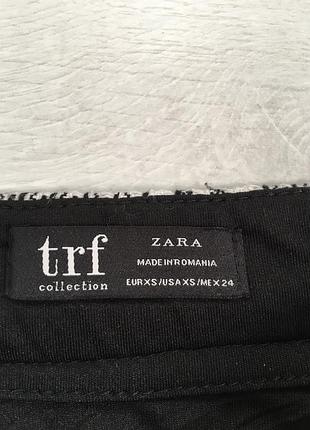 trf
collection
ZARA
MADE IN ROMANIA
EUR XS / USA XS / MEX 24